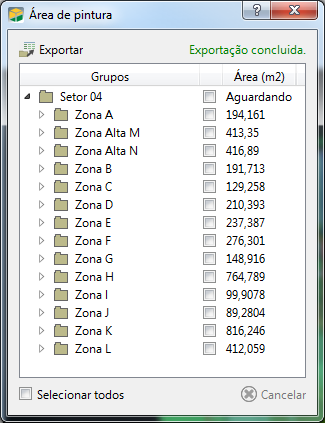 Área de pintura
Exportar Exportação concluida.
Grupos Área (m2)
Setor 04 Aguardando
Zona A 194,161
Zona Alta M 413,35
Zona Alta N 416,89
Zona B 191,713
Zona C 129,258
Zona D 210,393
Zona E 237,387
Zona F 276,301
Zona G 148,916
Zona H 764,789
Zona I 99,9078
Zona J 89,2804
Zona K 816,246
Zona L 412,059
Selecionar todos Cancelar